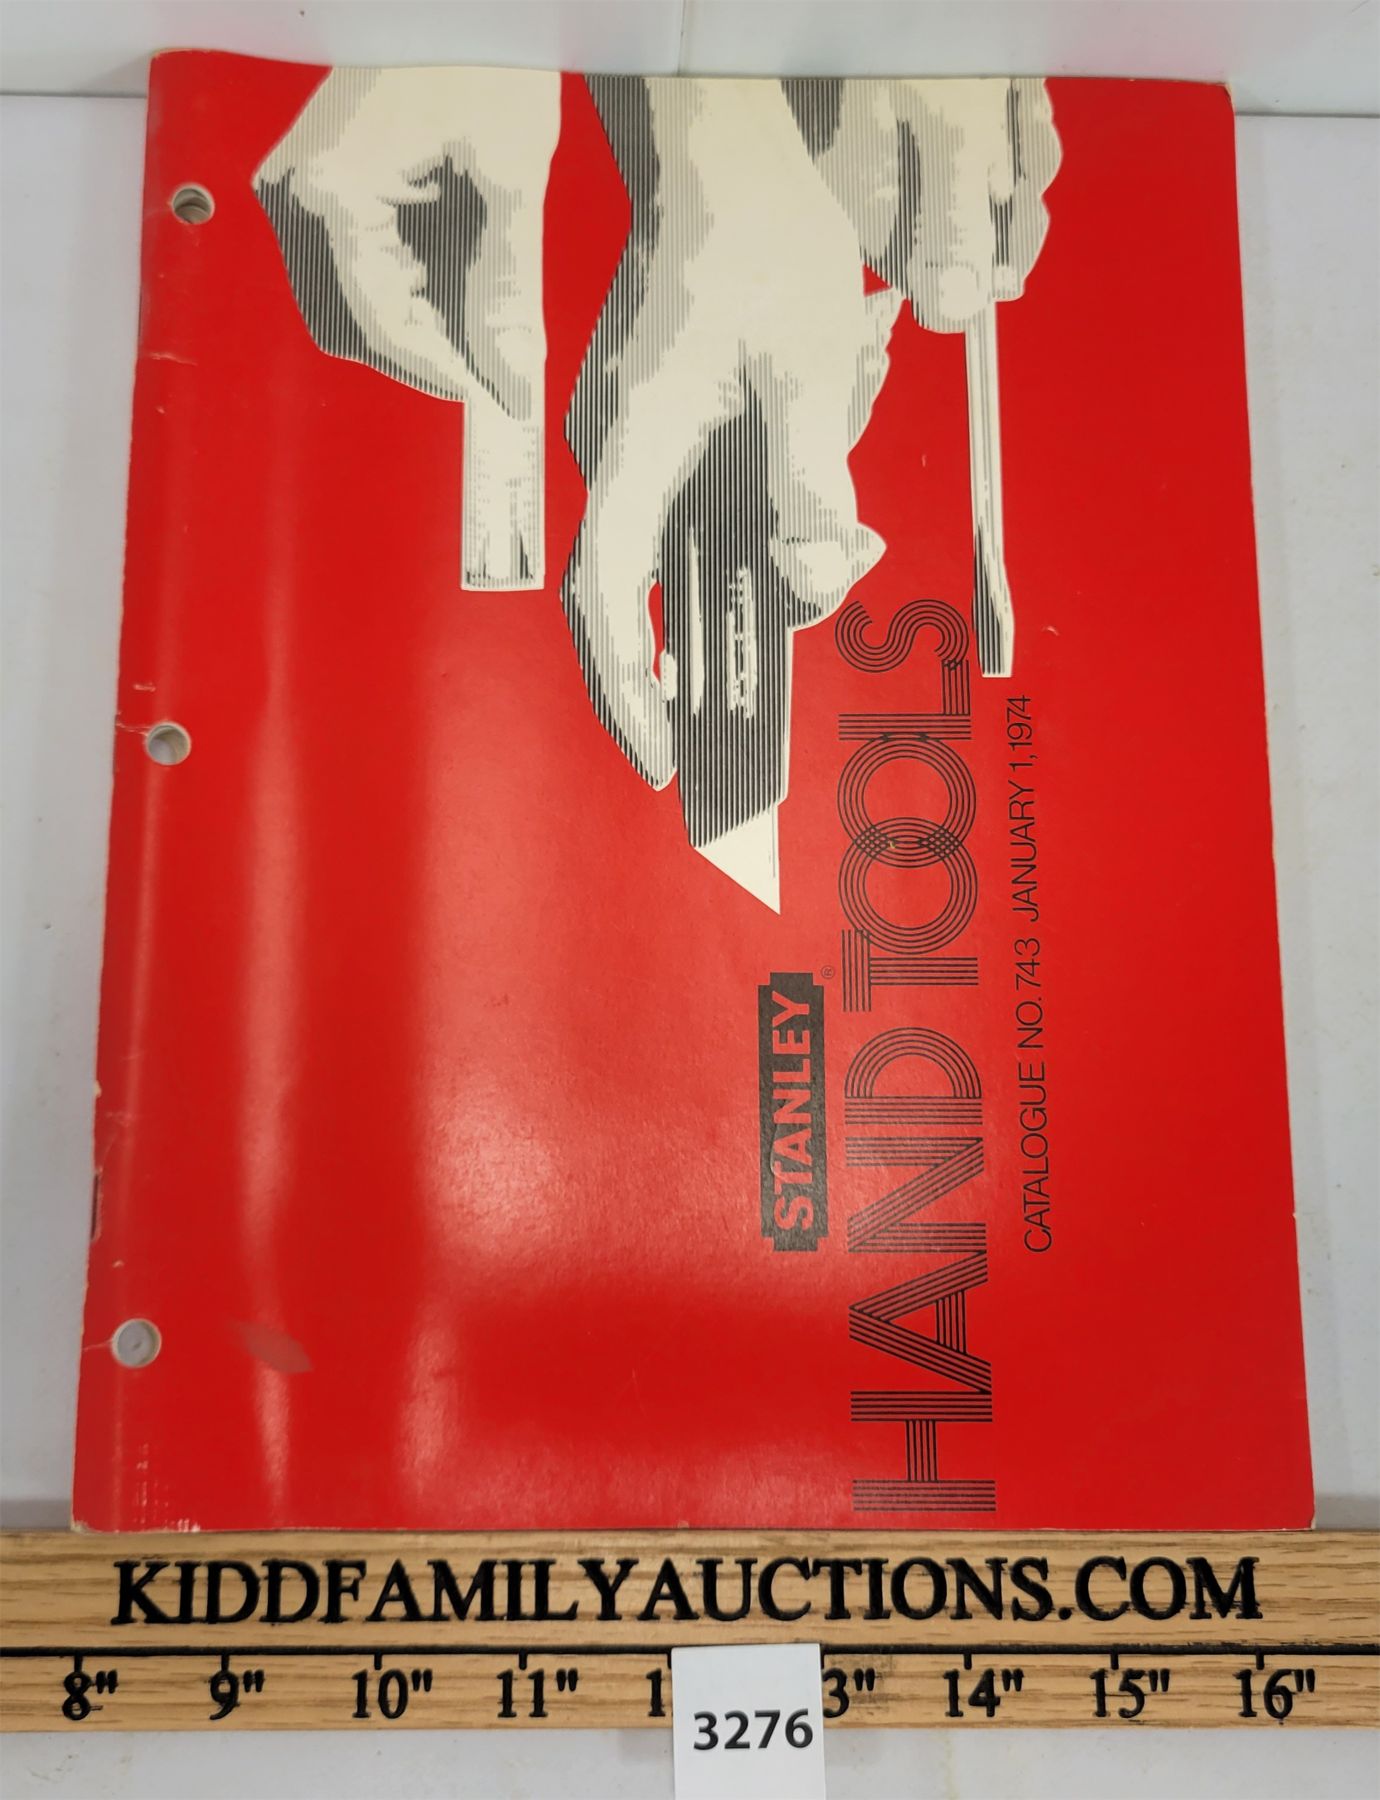 STANLEY®
HAND TOOLS
CATALOGUE NO. 743 JANUARY 1, 1974
KIDDFAMILYAUCTIONS.COM
8" 9" 10" 11" 1 3" 14" 15" 16"
3276